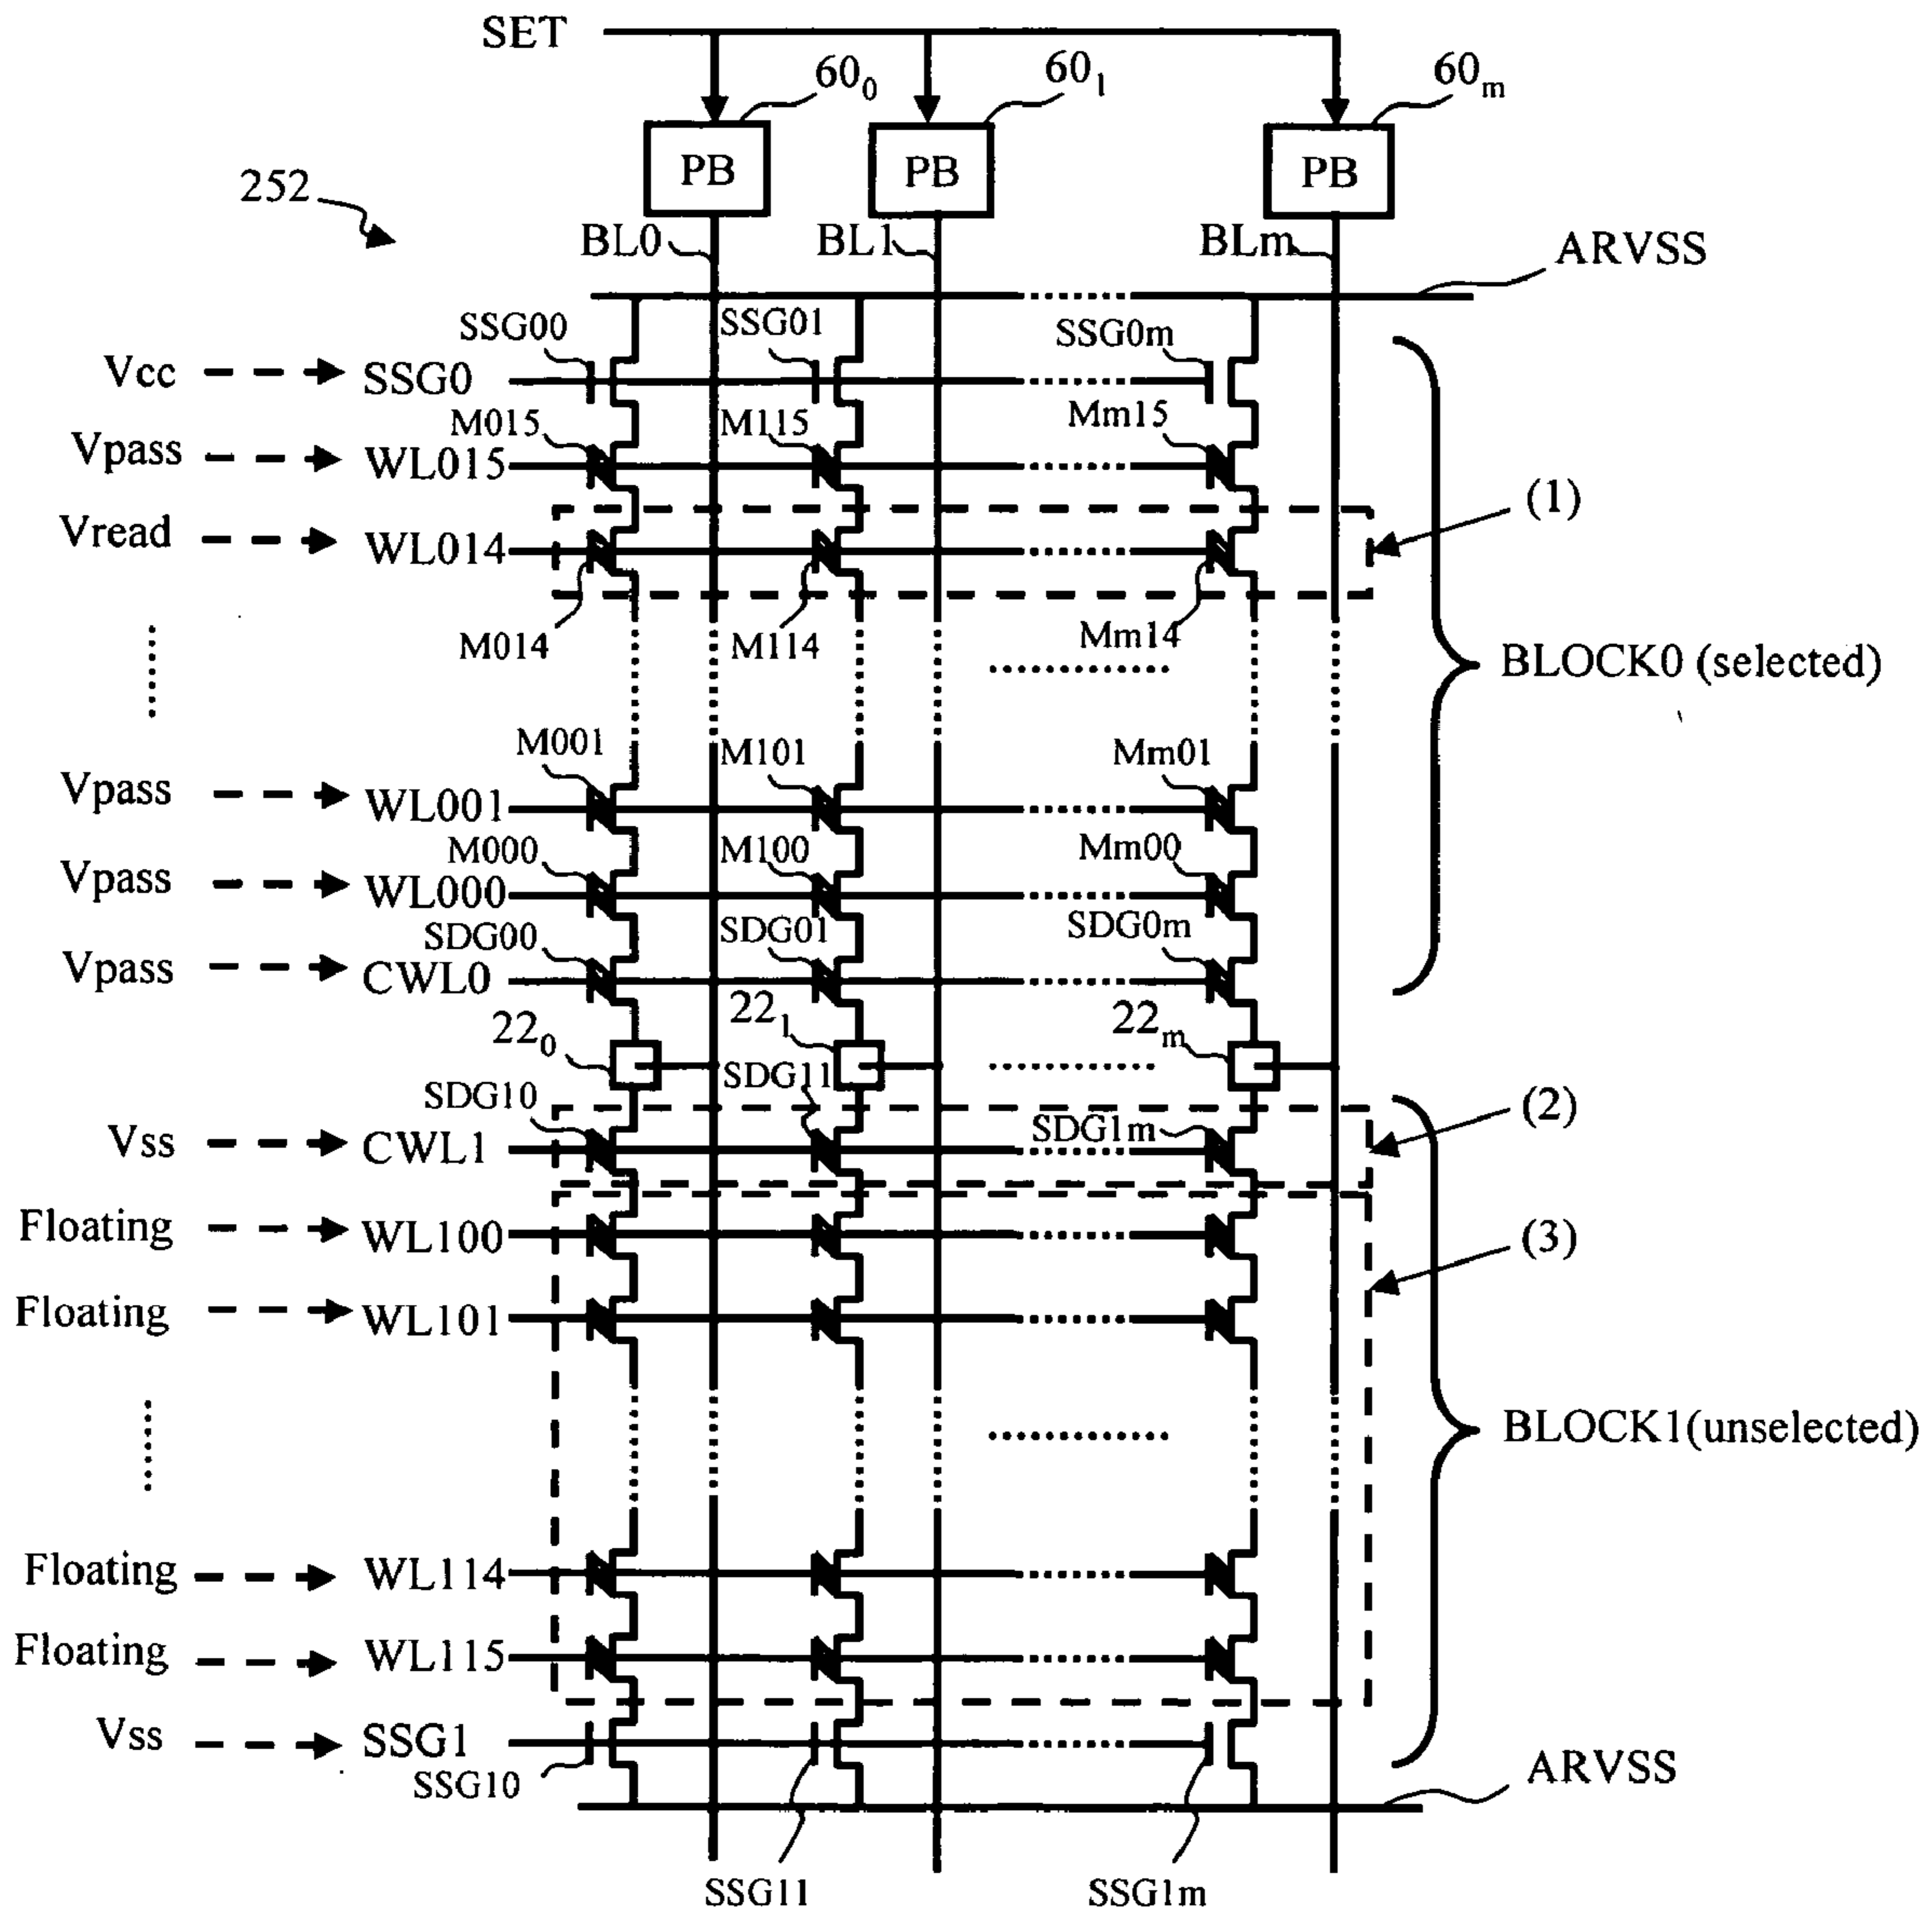 SET
60₀ 60₁ 60ₘ
PB PB PB
252
BL0 BL1 BLm
ARVSS
SSG00 SSG01 SSG0m
Vcc SSG0
M015 M115 Mm15
Vpass WL015
(1)
Vread WL014
M014 M114 Mm14
BLOCK0 (selected)
M001 M101 Mm01
Vpass WL001
M000 M100 Mm00
Vpass WL000
SDG00 SDG01 SDG0m
Vpass CWL0
22₀ 22₁ 22ₘ
SDG10 SDG11 SDG1m
(2)
Vss CWL1
Floating WL100
(3)
Floating WL101
BLOCK1(unselected)
Floating WL114
Floating WL115
Vss SSG1
SSG10
ARVSS
SSG11 SSG1m